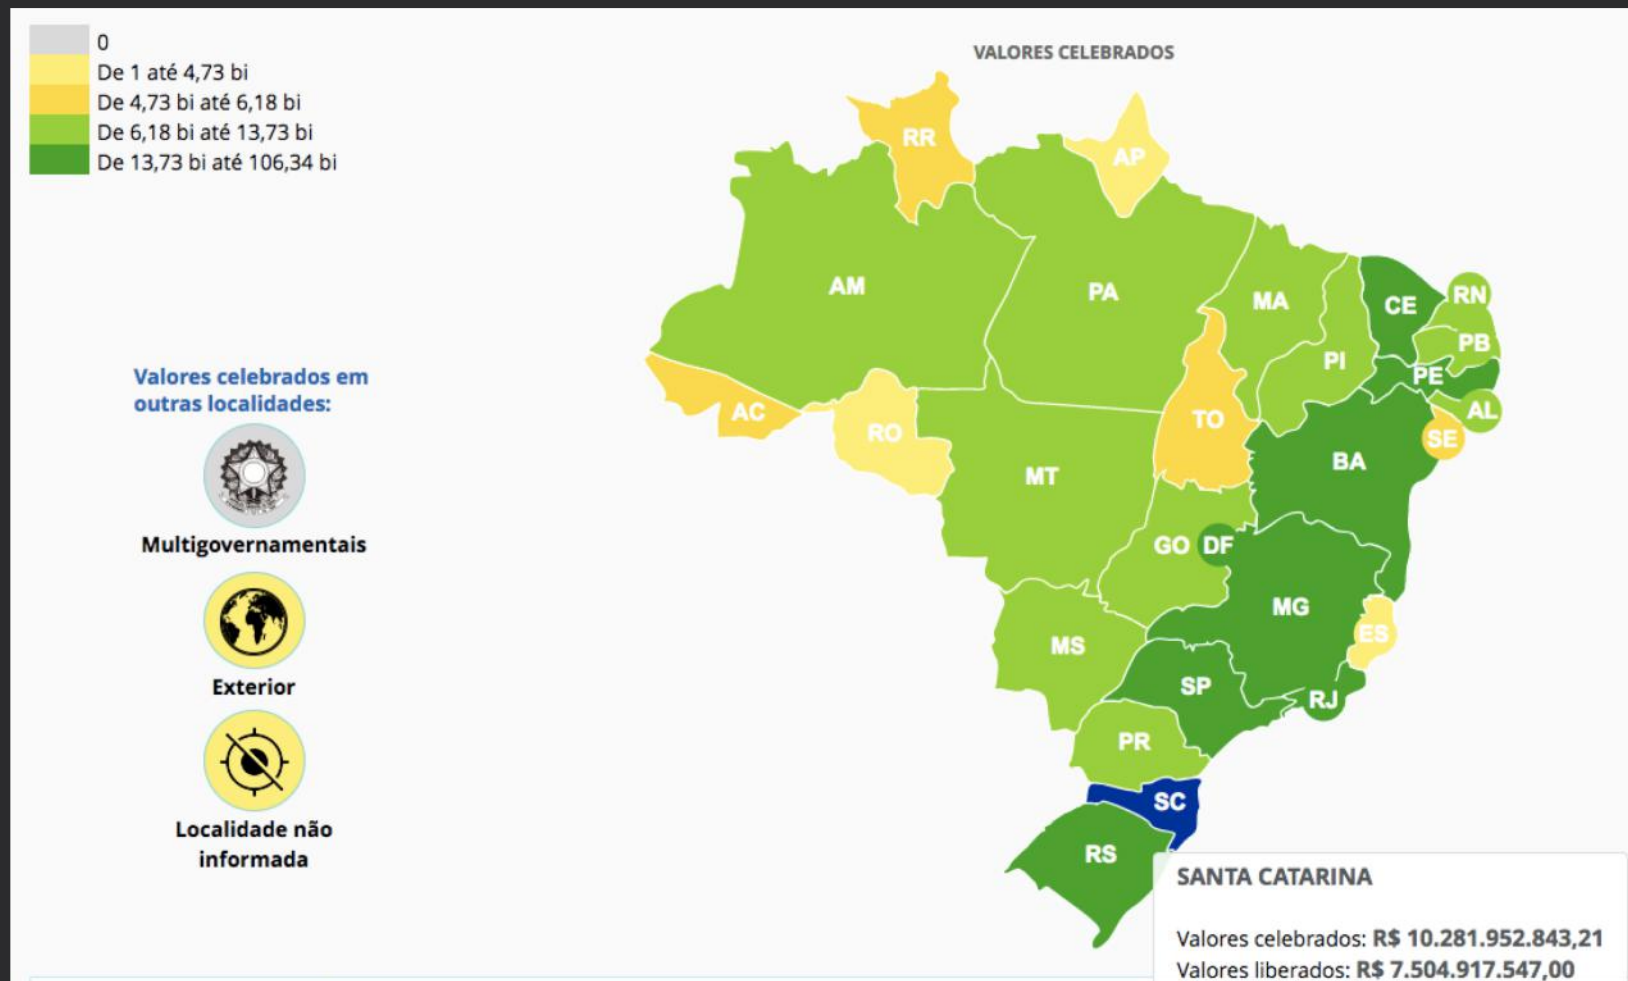 0
De 1 até 4,73 bi
De 4,73 bi até 6,18 bi
De 6,18 bi até 13,73 bi
De 13,73 bi até 106,34 bi
VALORES CELEBRADOS
RR
AP
AM
PA
MA
CE
RN
PI
PB
PE
AC
RO
TO
AL
SE
MT
BA
GO
DF
MG
ES
MS
SP
RJ
PR
SC
RS
Valores celebrados em
outras localidades:
Multigovernamentais
Exterior
Localidade não
informada
SANTA CATARINA
Valores celebrados: R$ 10.281.952.843,21
Valores liberados: R$ 7.504.917.547,00